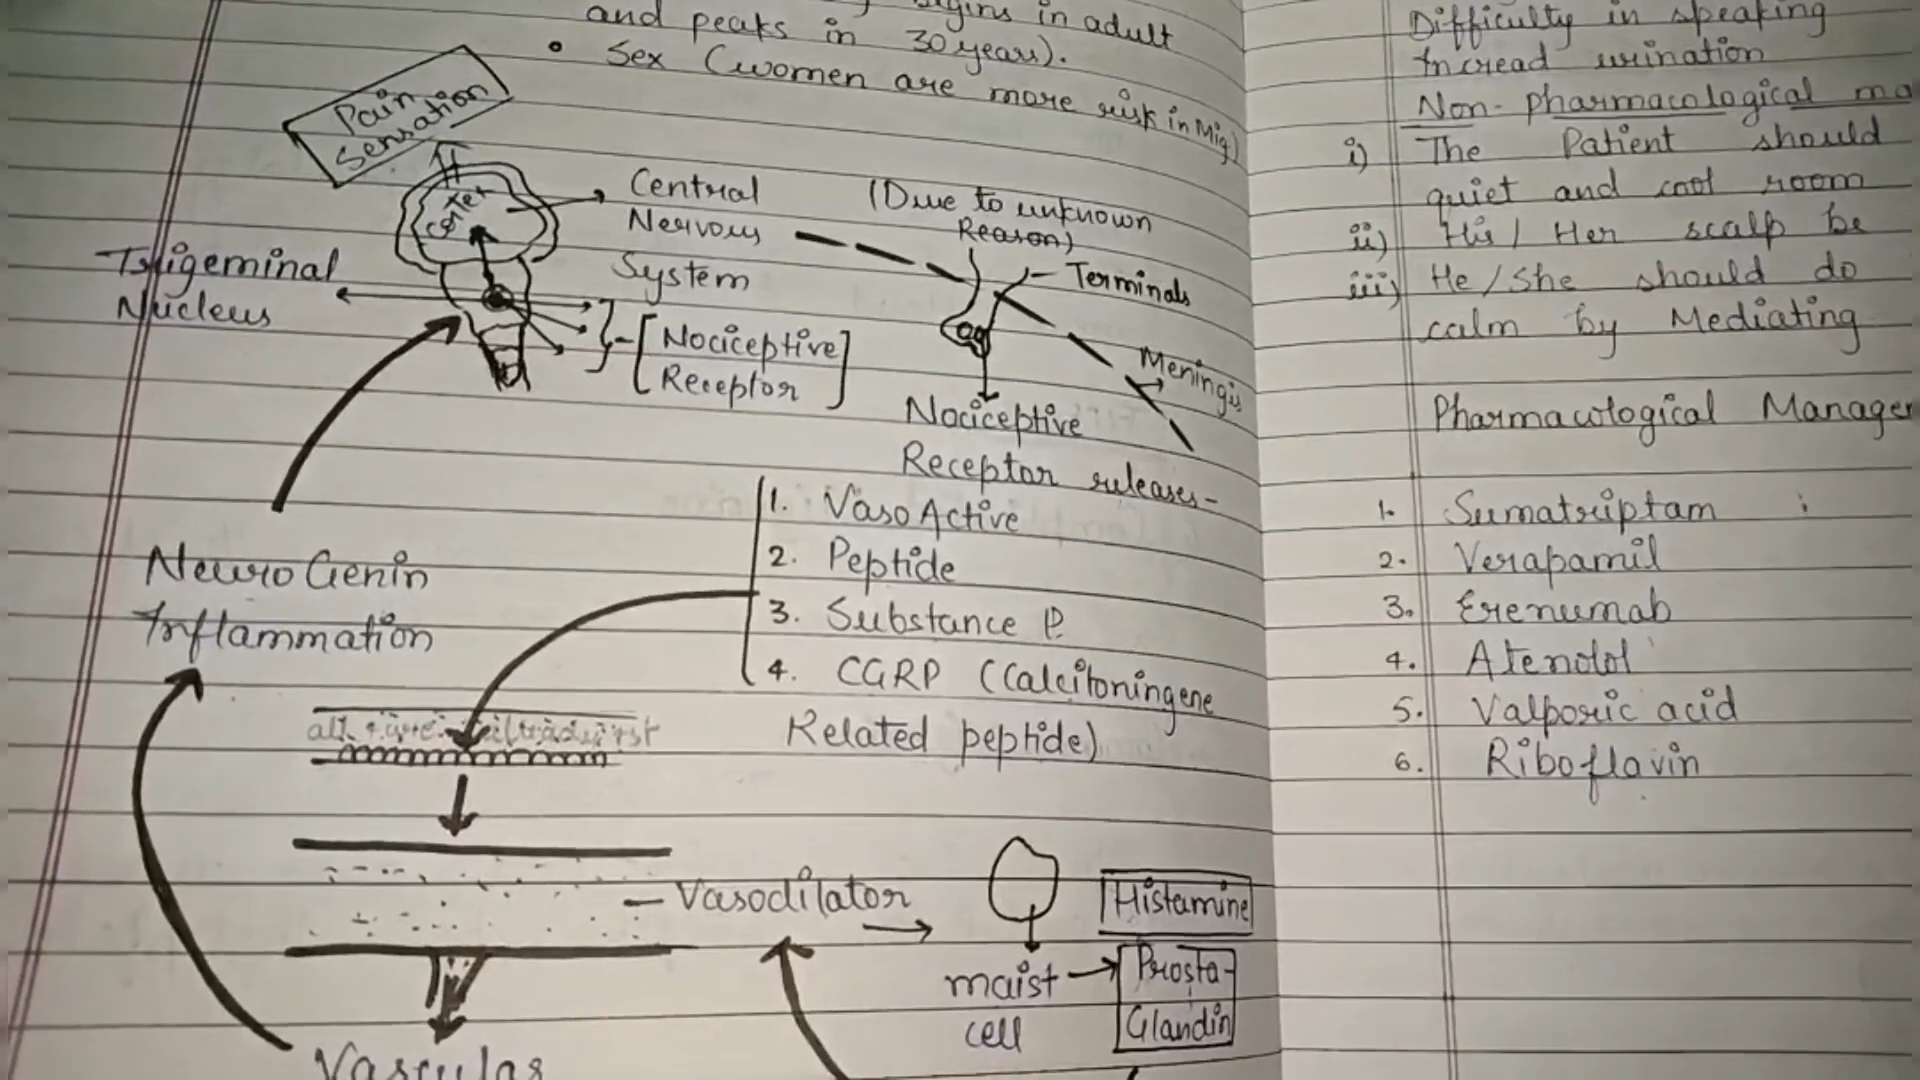 begins in adult
and peaks in 30 years).
• Sex (women are more risk in Mig)
Pain
Sensation
Cortex
Central
Nervous
System
(Due to unknown
Reason)
Terminals
Trigeminal
Nucleus
[Nociceptive
Receptor]
Meningis
Nociceptive
Receptor releases-
1. VasoActive
2. Peptide
3. Substance P
4. CGRP (Calcitoningene
Related peptide)
Neuro Genin
Inflammation
Vasodilator
Histamine
maist
cell
Prosta-
Glandin
Vascular
Difficulty in speaking
Incread urination
Non-pharmacological ma
i) The Patient should
quiet and cool room
ii) His/Her scalp be
iii) He/She should do
calm by Mediating
Pharmacological Manager
1. Sumatriptam :
2. Verapamil
3. Erenumab
4. Atenolol
5. Valporic acid
6. Riboflavin